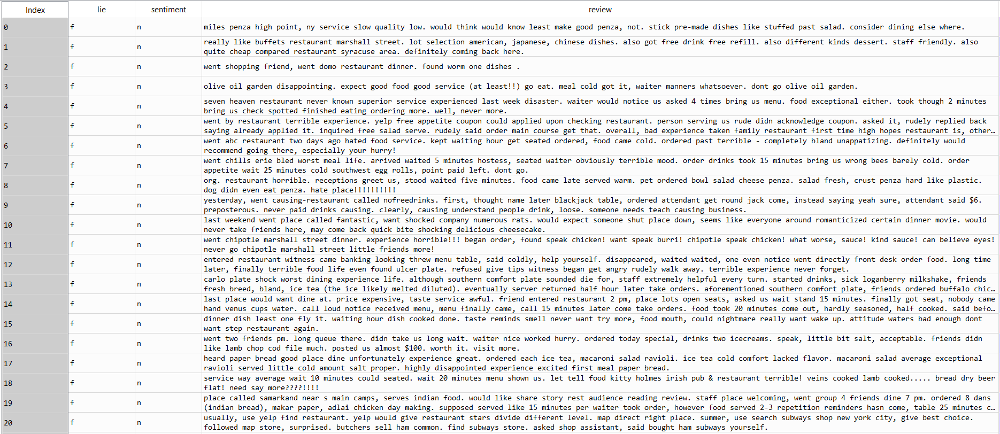 Index lie sentiment review
0 f n miles penza high point, ny service slow quality low. would think would know least make good penza, not. stick pre-made dishes like stuffed past salad. consider dining else where.
1 f n really like buffets restaurant marshall street. lot selection american, japanese, chinese dishes. also got free drink free refill. also different kinds dessert. staff friendly. also
quite cheap compared restaurant syracuse area. definitely coming back here.
2 f n went shopping friend, went domo restaurant dinner. found worm one dishes .
3 f n olive oil garden disappointing. expect good food good service (at least!!) go eat. meal cold got it, waiter manners whatsoever. dont go olive oil garden.
4 f n seven heaven restaurant never known superior service experienced last week disaster. waiter would notice us asked 4 times bring us menu. food exceptional either. took though 2 minutes
bring us check spotted finished eating ordering more. well, never more.
5 f n went by restaurant terrible experience. yelp free appetite coupon could applied upon checking restaurant. person serving us rude didn acknowledge coupon. asked it, rudely replied back
saying already applied it. inquired free salad serve. rudely said order main course get that. overall, bad experience taken family restaurant first time high hopes restaurant is, other…
6 f n went abc restaurant two days ago hated food service. kept waiting hour get seated ordered, food came cold. ordered past terrible - completely bland unappatizing. definitely would
recommend going there, especially your hurry!
7 f n went chills erie bled worst meal life. arrived waited 5 minutes hostess, seated waiter obviously terrible mood. order drinks took 15 minutes bring us wrong bees barely cold. order
appetite wait 25 minutes cold southwest egg rolls, point paid left. dont go.
8 f n org. restaurant horrible. receptions greet us, stood waited five minutes. food came late served warm. pet ordered bowl salad cheese penza. salad fresh, crust penza hard like plastic.
dog didn even eat penza. hate place!!!!!!!!!!
9 f n yesterday, went causing-restaurant called nofreedrinks. first, thought name later blackjack table, ordered attendant get round jack come, instead saying yeah sure, attendant said $6.
preposterous. never paid drinks causing. clearly, causing understand people drink, loose. someone needs teach causing business.
10 f n last weekend went place called fantastic, want shocked company numerous rats. would expect someone shut place down, seems like everyone around romanticized certain dinner movie. would
never take friends here, may come back quick bite shocking delicious cheesecake.
11 f n went chipotle marshall street dinner. experience horrible!!! began order, found speak chicken! want speak burri! chipotle speak chicken! what worse, sauce! kind sauce! can believe eyes!
never go chipotle marshall street little friends more!
12 f n entered restaurant witness came banking looking threw menu table, said coldly, help yourself. disappeared, waited waited, one even notice went directly front desk order food. long time
later, finally terrible food life even found ulcer plate. refused give tips witness began get angry rudely walk away. terrible experience never forget.
13 f n carlo plate shock worst dining experience life. although southern comfort plate sounded die for, staff extremely helpful every turn. started drinks, sick loganberry milkshake, friends
fresh breed, bland, ice tea (the ice likely melted diluted). eventually server returned half hour later take orders. aforementioned southern comfort plate, friends ordered buffalo chic…
14 f n last place would want dine at. price expensive, taste service awful. friend entered restaurant 2 pm, place lots open seats, asked us wait stand 15 minutes. finally got seat, nobody came
hand venus cups water. call loud notice received menu, menu finally came, call 15 minutes later come take orders. food took 20 minutes come out, hardly seasoned, half cooked. said befo…
15 f n dinner dish least one fly it. waiting hour dish cooked done. taste reminds smell never want try more, food mouth, could nightmare really want wake up. attitude waters bad enough dont
want step restaurant again.
16 f n went two friends pm. long queue there. didn take us long wait. waiter nice worked hurry. ordered today special, drinks two icecreams. speak, little bit salt, acceptable. friends didn
like lamb chop cod file much. posted us almost $100. worth it. visit more.
17 f n heard paper bread good place dine unfortunately experience great. ordered each ice tea, macaroni salad ravioli. ice tea cold comfort lacked flavor. macaroni salad average exceptional
ravioli served little cold amount salt proper. highly disappointed experience excited first meal paper bread.
18 f n service way average wait 10 minutes could seated. wait 20 minutes menu shown us. let tell food kitty holmes irish pub & restaurant terrible! veins cooked lamb cooked..... bread dry beer
flat! need say more????!!!!
19 f n place called samarkand near s main camps, serves indian food. would like share story rest audience reading review. staff place welcoming, went group 4 friends dine 7 pm. ordered 8 dans
(indian bread), makar paper, adlai chicken day making. supposed served like 15 minutes per waiter took order, however food served 2-3 repetition reminders hasn come, table 25 minutes c…
20 f n usually, use yelp find restaurant. yelp would give restaurant stars divide different level. map direct right place. summer, use search subways shop new york city, give best choice.
followed map store, surprised. butchers sell ham common. find subways store. asked shop assistant, said bought ham subways yourself.